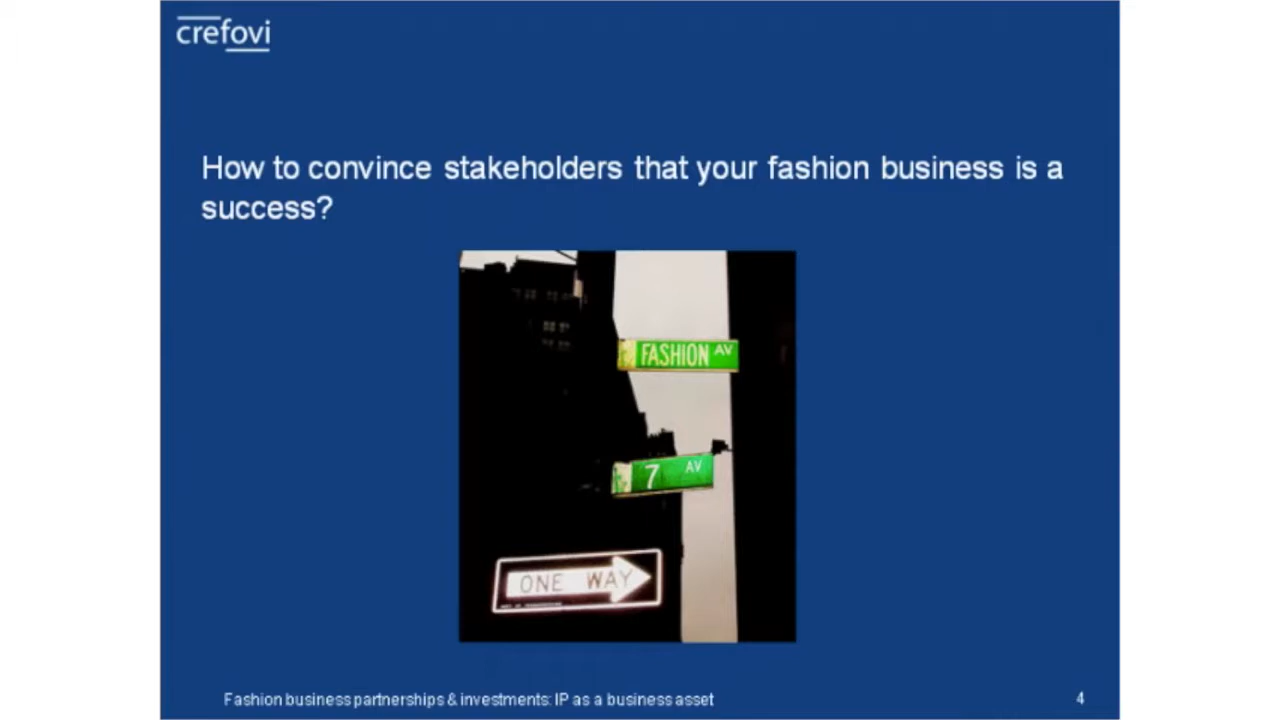 crefovi
How to convince stakeholders that your fashion business is a
success?
FASHION AV
7 AV
ONE WAY
Fashion business partnerships & investments: IP as a business asset
4